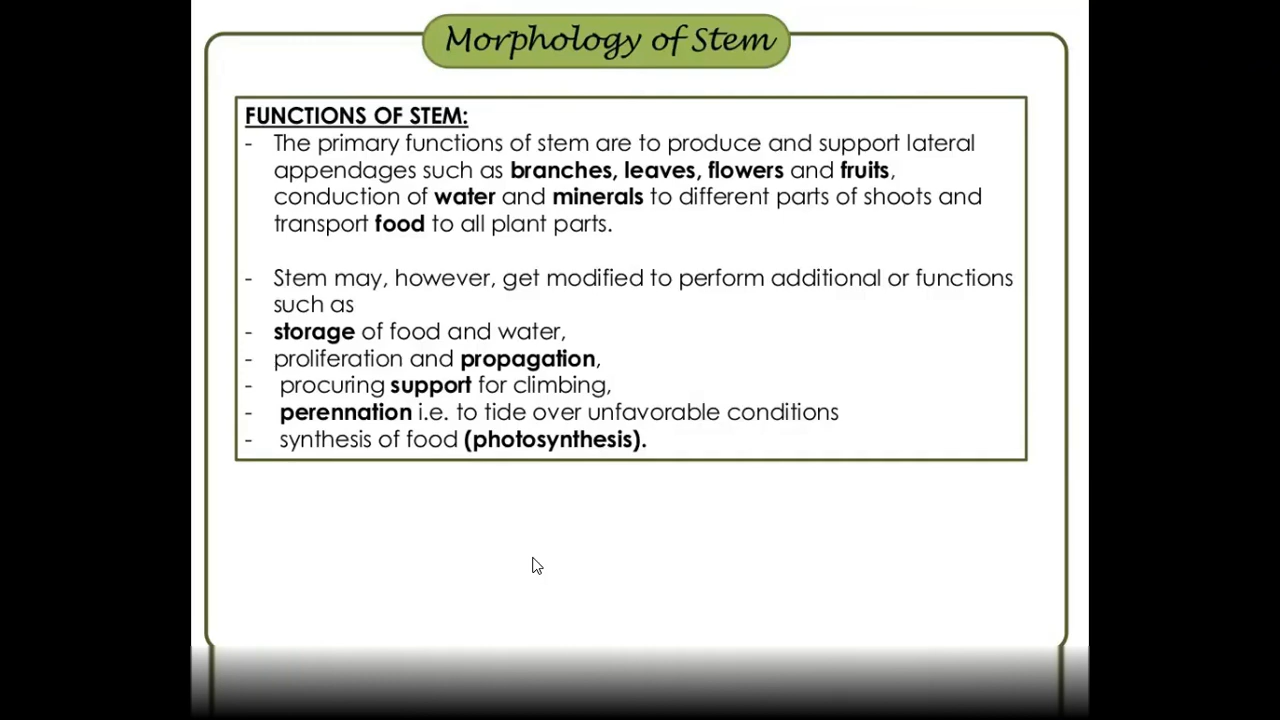 Morphology of Stem
FUNCTIONS OF STEM:
- The primary functions of stem are to produce and support lateral
appendages such as branches, leaves, flowers and fruits,
conduction of water and minerals to different parts of shoots and
transport food to all plant parts.
- Stem may, however, get modified to perform additional or functions
such as
- storage of food and water,
- proliferation and propagation,
- procuring support for climbing,
- perennation i.e. to tide over unfavorable conditions
- synthesis of food (photosynthesis).